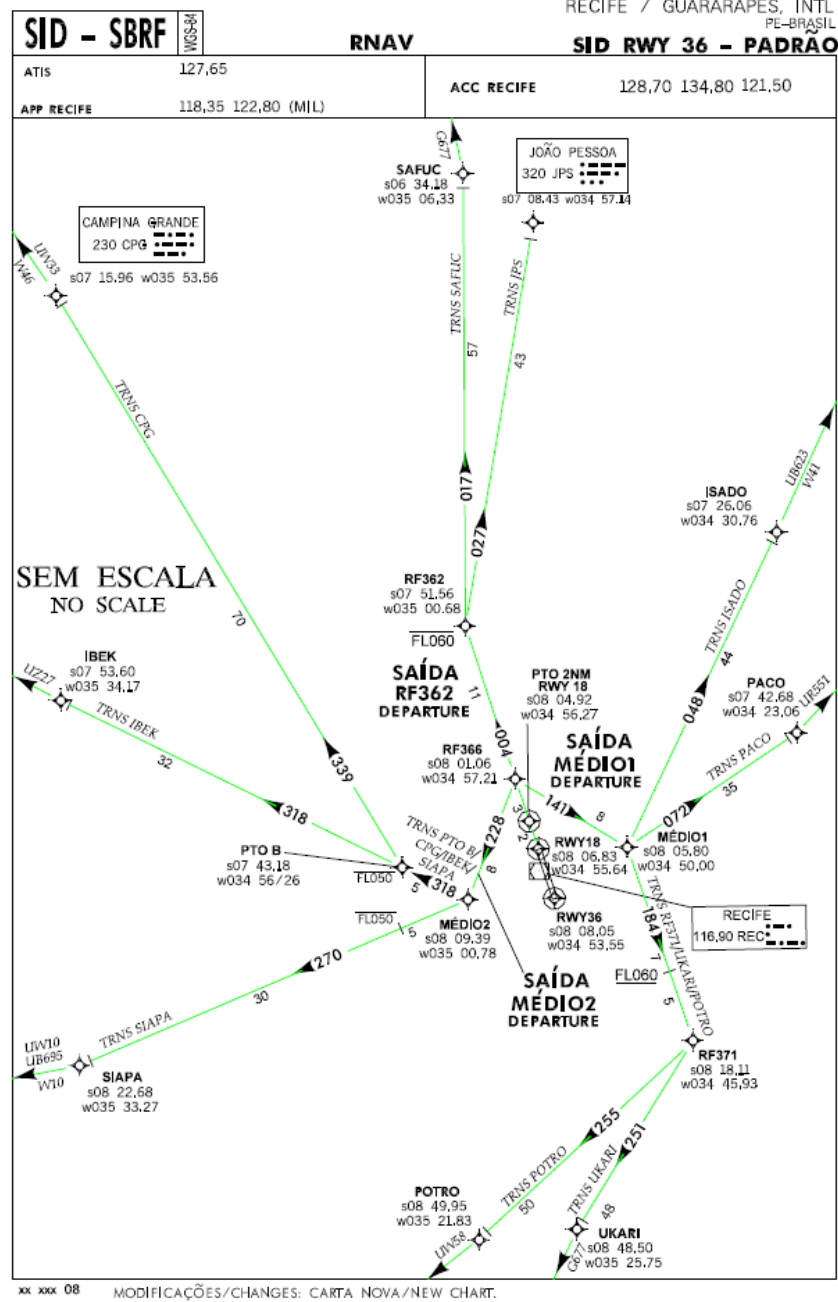 RECIFE / GUARARAPES, INTL
PE-BRASIL
SID - SBRF
WGS-84
RNAV
SID RWY 36 - PADRÃO
ATIS 127,65
APP RECIFE 118,35 122,80 (MIL)
ACC RECIFE 128,70 134,80 121,50
G677
SAFUC
s06 34.18
w035 06.33
JOÃO PESSOA
320 JPS
s07 08.43 w034 57.14
CAMPINA GRANDE
230 CPG
s07 15.96 w035 53.56
UW33
W46
TRNS SAFUC
57
TRNS JPS
43
TRNS CPG
70
017
027
UB623
W41
ISADO
s07 26.06
w034 30.76
TRNS ISADO
44
048
SEM ESCALA
NO SCALE
RF362
s07 51.56
w035 00.68
FL060
SAÍDA
RF362
DEPARTURE
11
004
IBEK
s07 53.60
w035 34.17
UZ27
TRNS IBEK
32
318
339
PTO 2NM
RWY 18
s08 04.92
w034 56.27
PACO
s07 42.68
w034 23.06
UR551
TRNS PACO
35
072
RF366
s08 01.06
w034 57.21
SAÍDA
MÉDIO1
DEPARTURE
141
8
3
2
228
8
TRNS PTO B/
CPG/IBEK/
SIAPA
PTO B
s07 43.18
w034 56/26
FL050
5
318
RWY18
s08 06.83
w034 55.64
MÉDIO1
s08 05.80
w034 50.00
FL050
5
MÉDIO2
s08 09.39
w035 00.78
RWY36
s08 08.05
w034 53.55
RECIFE
116,90 REC
184
7
TRNS RF371/UKARI/POTRO
FL060
5
270
30
TRNS SIAPA
SAÍDA
MÉDIO2
DEPARTURE
UW10
UB695
W10
SIAPA
s08 22.68
w035 33.27
RF371
s08 18.11
w034 45.93
255
251
TRNS POTRO
50
TRNS UKARI
48
POTRO
s08 49.95
w035 21.83
UW58
UKARI
s08 48.50
w035 25.75
G677
xx xxx 08
MODIFICAÇÕES/CHANGES: CARTA NOVA/NEW CHART.